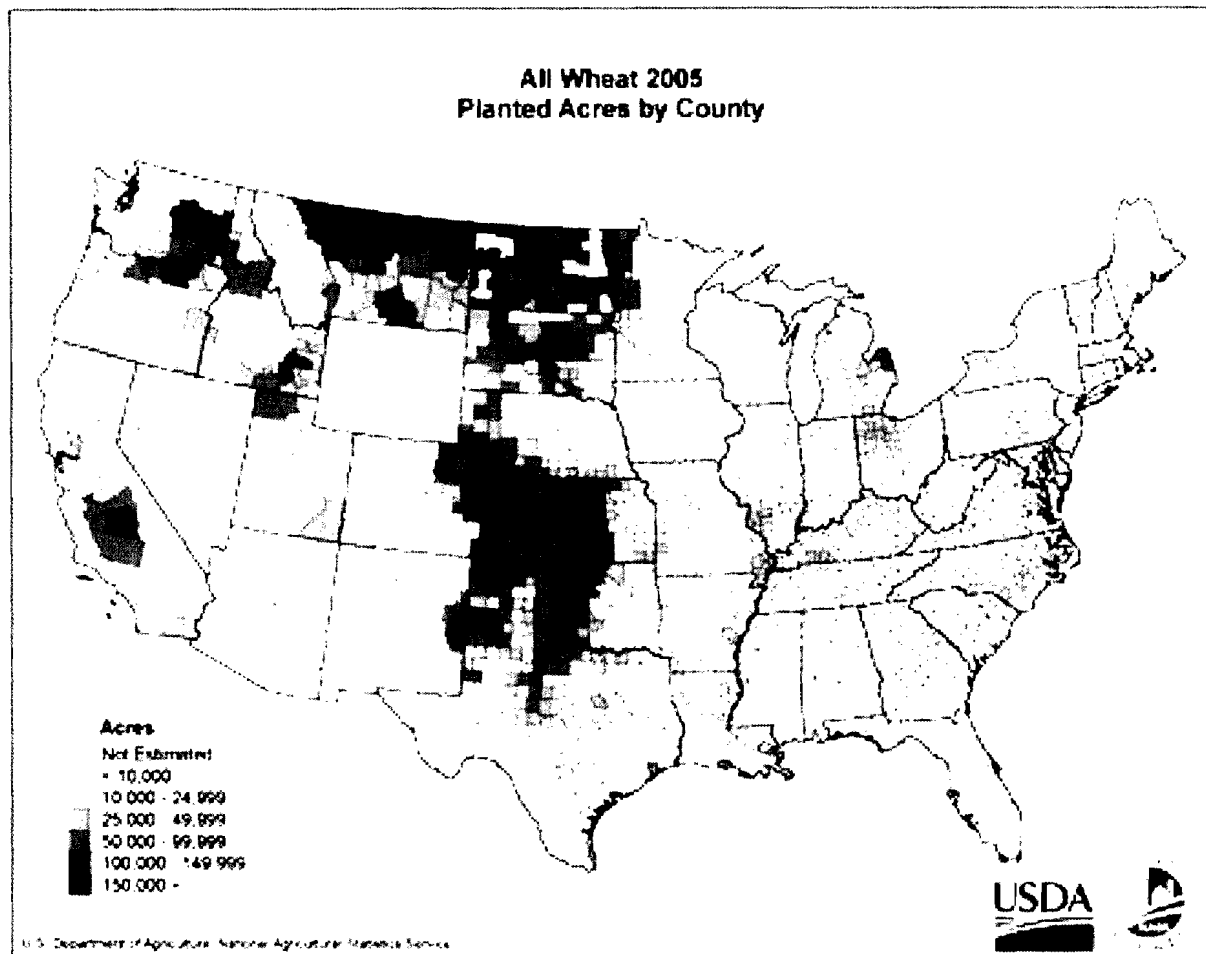 All Wheat 2005
Planted Acres by County
Acres
Not Estimated
< 10,000
10,000 - 24,999
25,000 - 49,999
50,000 - 99,999
100,000 - 149,999
150,000 +
USDA
U.S. Department of Agriculture, National Agricultural Statistics Service